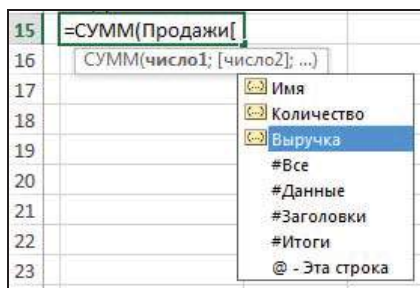 15 =СУММ(Продажи[
16 СУММ(число1; [число2]; ...)
17 Имя
18 Количество
19 Выручка
#Все
20 #Данные
21 #Заголовки
22 #Итоги
23 @ - Эта строка